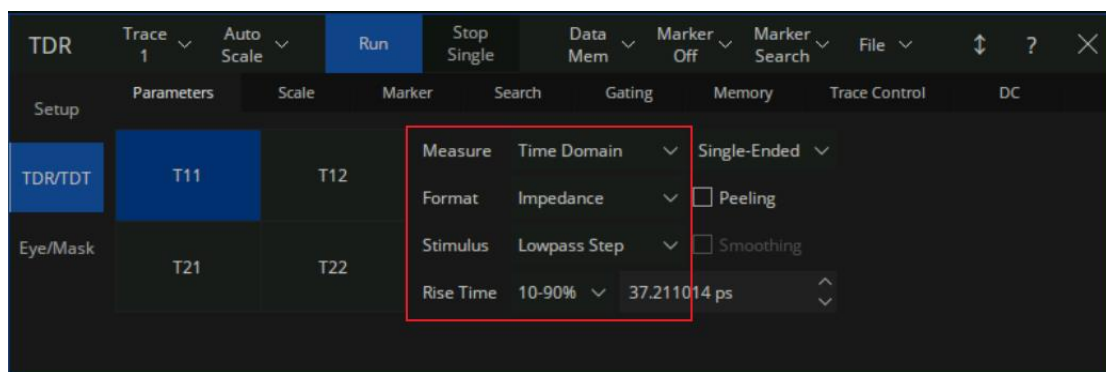 TDR Trace 1 Auto Scale Run Stop Single Data Mem Marker Off Marker Search File ?
Setup Parameters Scale Marker Search Gating Memory Trace Control DC
TDR/TDT T11 T12 Measure Time Domain Single-Ended
Format Impedance Peeling
Eye/Mask T21 T22 Stimulus Lowpass Step Smoothing
Rise Time 10-90% 37.211014 ps